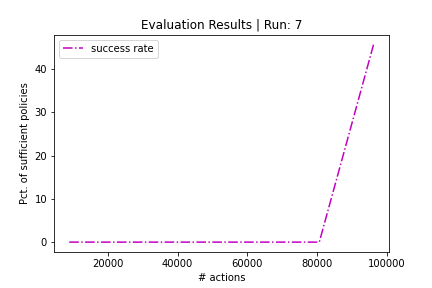 Evaluation Results | Run: 7
success rate
Pct. of sufficient policies
40
30
20
10
0
20000 40000 60000 80000 100000
# actions